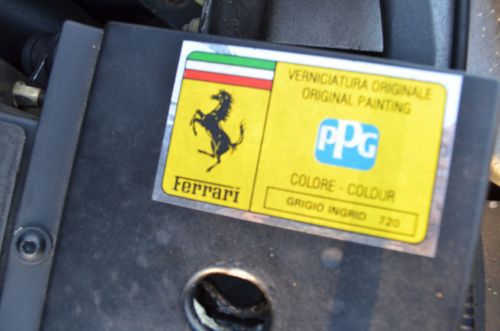 VERNICIATURA ORIGINALE
ORIGINAL PAINTING
PPG
COLORE - COLOUR
GRIGIO INGRID 720
Ferrari